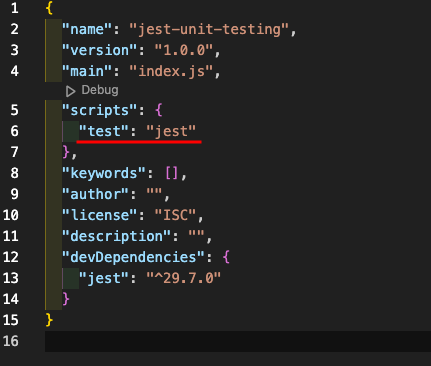 1 {
2 "name": "jest-unit-testing",
3 "version": "1.0.0",
4 "main": "index.js",
Debug
5 "scripts": {
6 "test": "jest"
7 },
8 "keywords": [],
9 "author": "",
10 "license": "ISC",
11 "description": "",
12 "devDependencies": {
13 "jest": "^29.7.0"
14 }
15 }
16